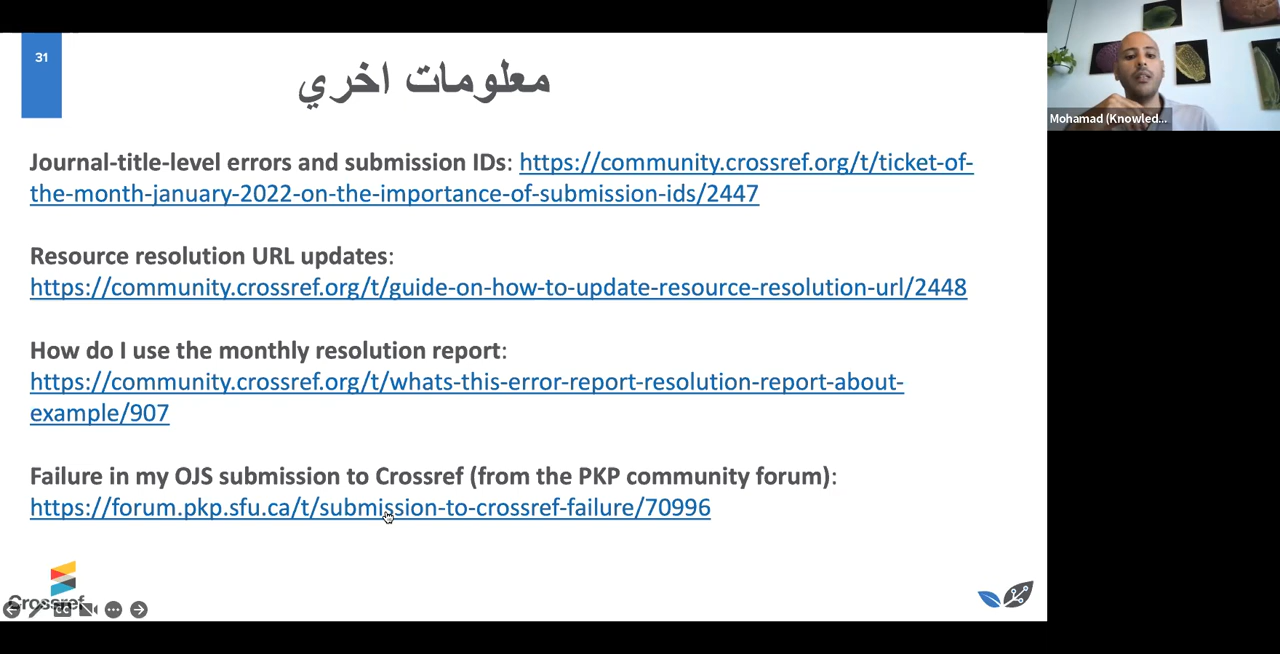 31
معلومات اخري
Journal-title-level errors and submission IDs: https://community.crossref.org/t/ticket-of-
the-month-january-2022-on-the-importance-of-submission-ids/2447
Resource resolution URL updates:
https://community.crossref.org/t/guide-on-how-to-update-resource-resolution-url/2448
How do I use the monthly resolution report:
https://community.crossref.org/t/whats-this-error-report-resolution-report-about-
example/907
Failure in my OJS submission to Crossref (from the PKP community forum):
https://forum.pkp.sfu.ca/t/submission-to-crossref-failure/70996
Crossref
CC
Mohamad (Knowled...